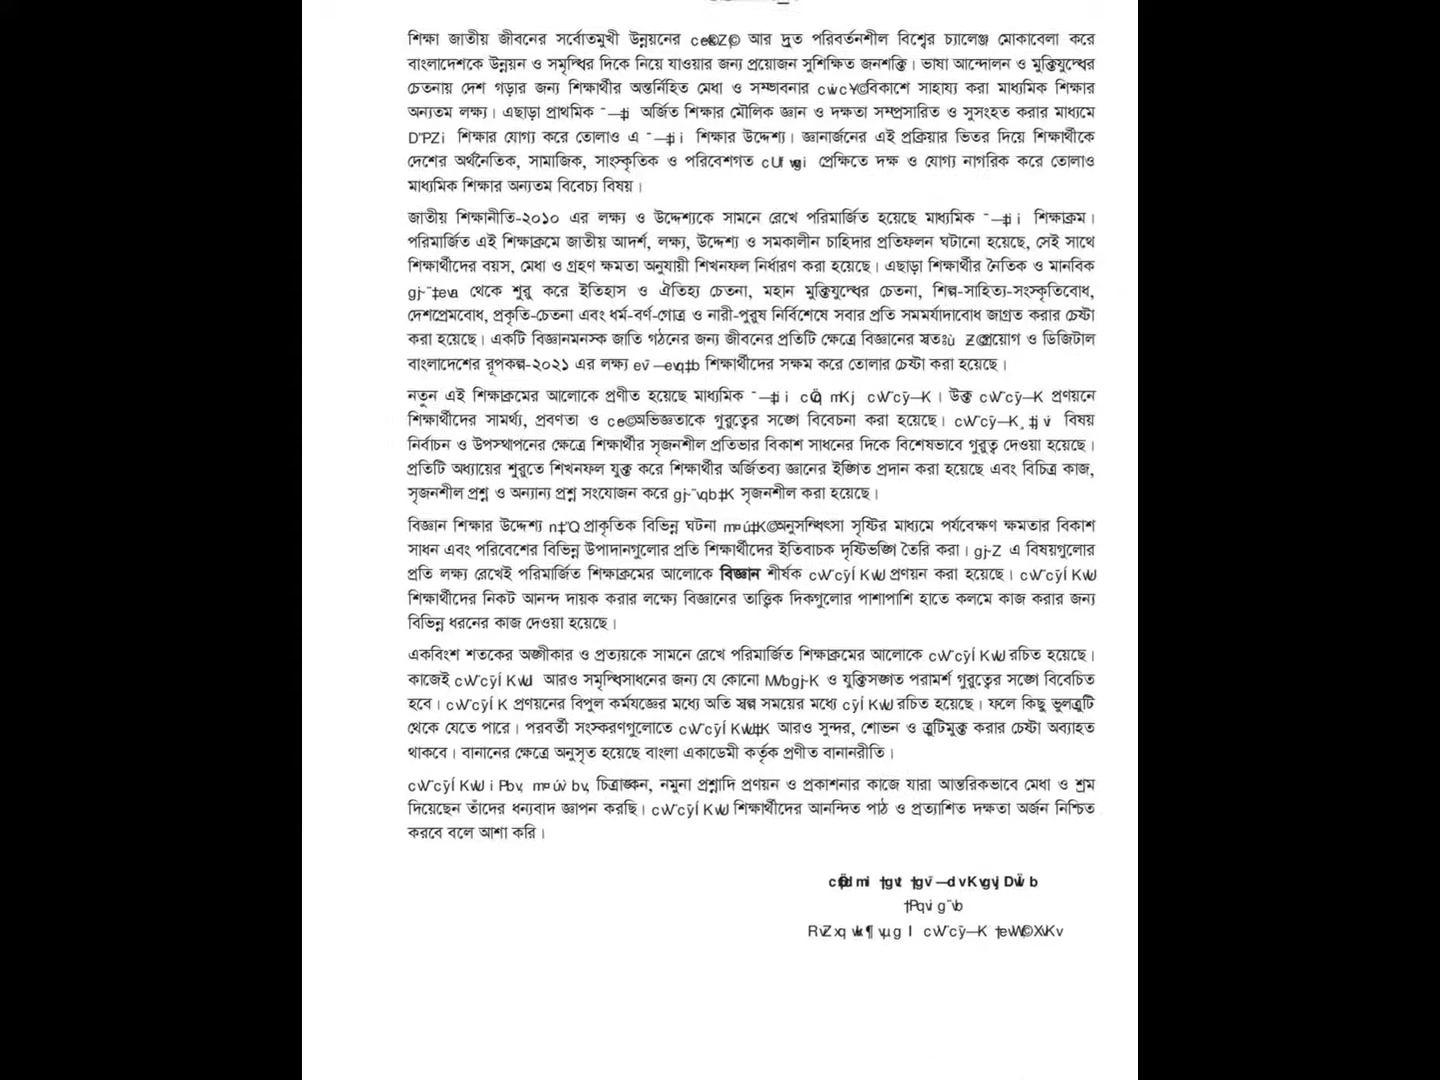 শিক্ষা জাতীয় জীবনের সর্বোতমুখী উন্নয়নের আর দ্রুত পরিবর্তনশীল বিশ্বের চ্যালেঞ্জ মোকাবেলা করে
বাংলাদেশকে উন্নয়ন ও সমৃদ্ধির দিকে নিয়ে যাওয়ার জন্য প্রয়োজন সুশিক্ষিত জনশক্তি। ভাষা আন্দোলন ও মুক্তিযুদ্ধের
চেতনায় দেশ গড়ার জন্য শিক্ষার্থীর অন্তর্নিহিত মেধা ও সম্ভাবনার বিকাশে সাহায্য করা মাধ্যমিক শিক্ষার
অন্যতম লক্ষ্য। এছাড়া প্রাথমিক অর্জিত শিক্ষার মৌলিক জ্ঞান ও দক্ষতা সম্প্রসারিত ও সুসংহত করার মাধ্যমে
D"PZi শিক্ষার যোগ্য করে তোলাও এ শিক্ষার উদ্দেশ্য। জ্ঞানার্জনের এই প্রক্রিয়ার ভিতর দিয়ে শিক্ষার্থীকে
দেশের অর্থনৈতিক, সামাজিক, সাংস্কৃতিক ও পরিবেশগত প্রেক্ষিতে দক্ষ ও যোগ্য নাগরিক করে তোলাও
মাধ্যমিক শিক্ষার অন্যতম বিবেচ্য বিষয়।
জাতীয় শিক্ষানীতি-২০১০ এর লক্ষ্য ও উদ্দেশ্যকে সামনে রেখে পরিমার্জিত হয়েছে মাধ্যমিক শিক্ষাক্রম।
পরিমার্জিত এই শিক্ষাক্রমে জাতীয় আদর্শ, লক্ষ্য, উদ্দেশ্য ও সমকালীন চাহিদার প্রতিফলন ঘটানো হয়েছে, সেই সাথে
শিক্ষার্থীদের বয়স, মেধা ও গ্রহণ ক্ষমতা অনুযায়ী শিখনফল নির্ধারণ করা হয়েছে। এছাড়া শিক্ষার্থীর নৈতিক ও মানবিক
থেকে শুরু করে ইতিহাস ও ঐতিহ্য চেতনা, মহান মুক্তিযুদ্ধের চেতনা, শিল্প-সাহিত্য-সংস্কৃতিবোধ,
দেশপ্রেমবোধ, প্রকৃতি-চেতনা এবং ধর্ম-বর্ণ-গোত্র ও নারী-পুরুষ নির্বিশেষে সবার প্রতি সমমর্যাদাবোধ জাগ্রত করার চেষ্টা
করা হয়েছে। একটি বিজ্ঞানমনস্ক জাতি গঠনের জন্য জীবনের প্রতিটি ক্ষেত্রে বিজ্ঞানের ও ডিজিটাল
বাংলাদেশের রূপকল্প-২০২১ এর লক্ষ্য শিক্ষার্থীদের সক্ষম করে তোলার চেষ্টা করা হয়েছে।
নতুন এই শিক্ষাক্রমের আলোকে প্রণীত হয়েছে মাধ্যমিক উক্ত প্রণয়নে
শিক্ষার্থীদের সামর্থ্য, প্রবণতা ও অভিজ্ঞতাকে গুরুত্বের সঙ্গে বিবেচনা করা হয়েছে। বিষয়
নির্বাচন ও উপস্থাপনের ক্ষেত্রে শিক্ষার্থীর সৃজনশীল প্রতিভার বিকাশ সাধনের দিকে বিশেষভাবে গুরুত্ব দেওয়া হয়েছে।
প্রতিটি অধ্যায়ের শুরুতে শিখনফল যুক্ত করে শিক্ষার্থীর অর্জিতব্য জ্ঞানের ইঙ্গিত প্রদান করা হয়েছে এবং বিচিত্র কাজ,
সৃজনশীল প্রশ্ন ও অন্যান্য প্রশ্ন সংযোজন করে সৃজনশীল করা হয়েছে।
বিজ্ঞান শিক্ষার উদ্দেশ্য প্রাকৃতিক বিভিন্ন ঘটনা অনুসন্ধিৎসা সৃষ্টির মাধ্যমে পর্যবেক্ষণ ক্ষমতার বিকাশ
সাধন এবং পরিবেশের বিভিন্ন উপাদানগুলোর প্রতি শিক্ষার্থীদের ইতিবাচক দৃষ্টিভঙ্গি তৈরি করা। এ বিষয়গুলোর
প্রতি লক্ষ্য রেখেই পরিমার্জিত শিক্ষাক্রমের আলোকে বিজ্ঞান শীর্ষক প্রণয়ন করা হয়েছে।
শিক্ষার্থীদের নিকট আনন্দ দায়ক করার লক্ষ্যে বিজ্ঞানের তাত্ত্বিক দিকগুলোর পাশাপাশি হাতে কলমে কাজ করার জন্য
বিভিন্ন ধরনের কাজ দেওয়া হয়েছে।
একবিংশ শতকের অঙ্গীকার ও প্রত্যয়কে সামনে রেখে পরিমার্জিত শিক্ষাক্রমের আলোকে রচিত হয়েছে।
কাজেই আরও সমৃদ্ধিসাধনের জন্য যে কোনো ও যুক্তিসঙ্গত পরামর্শ গুরুত্বের সঙ্গে বিবেচিত
হবে। প্রণয়নের বিপুল কর্মযজ্ঞের মধ্যে অতি স্বল্প সময়ের মধ্যে রচিত হয়েছে। ফলে কিছু ভুলত্রুটি
থেকে যেতে পারে। পরবর্তী সংস্করণগুলোতে আরও সুন্দর, শোভন ও ত্রুটিমুক্ত করার চেষ্টা অব্যাহত
থাকবে। বানানের ক্ষেত্রে অনুসৃত হয়েছে বাংলা একাডেমী কর্তৃক প্রণীত বানানরীতি।
চিত্রাঙ্কন, নমুনা প্রশ্নাদি প্রণয়ন ও প্রকাশনার কাজে যারা আন্তরিকভাবে মেধা ও শ্রম
দিয়েছেন তাঁদের ধন্যবাদ জ্ঞাপন করছি। শিক্ষার্থীদের আনন্দিত পাঠ ও প্রত্যাশিত দক্ষতা অর্জন নিশ্চিত
করবে বলে আশা করি।